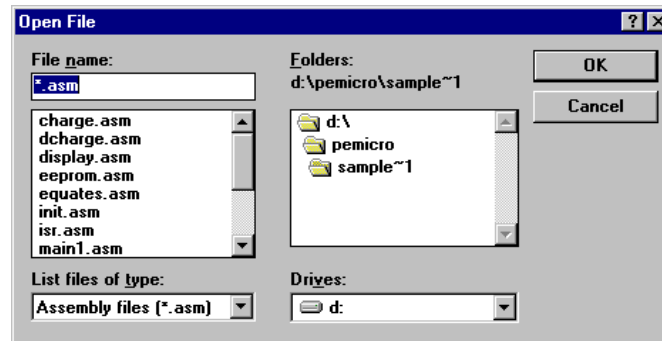 Open File
File name:
*.asm
charge.asm
dcharge.asm
display.asm
eeprom.asm
equates.asm
init.asm
isr.asm
main1.asm
List files of type:
Assembly files (*.asm)
Folders:
d:\pemicro\sample~1
d:\
pemicro
sample~1
Drives:
d:
OK
Cancel